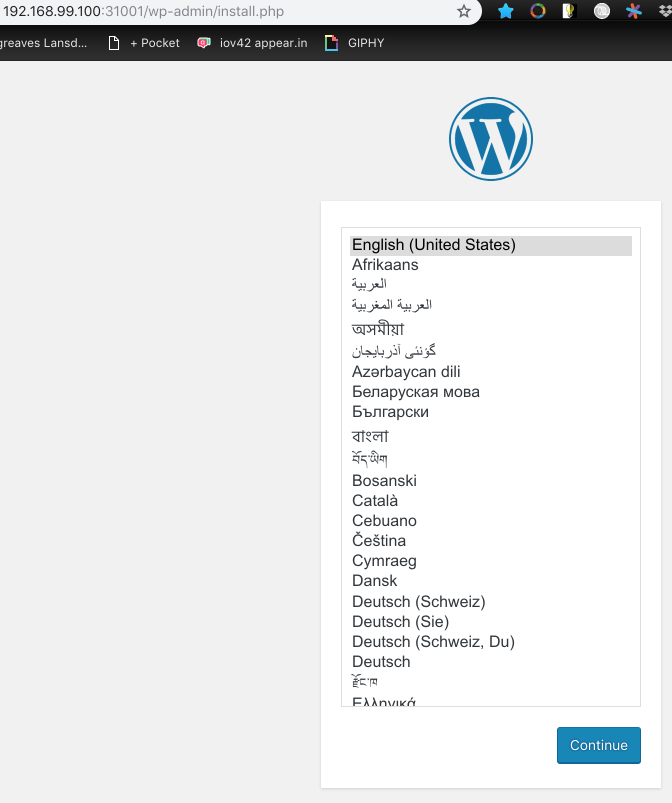 192.168.99.100:31001/wp-admin/install.php
greaves Lansd...
+ Pocket
iov42 appear.in
GIPHY
English (United States)
Afrikaans
العربية
العربية المغربية
অসমীয়া
گؤنئی آذربایجان
Azərbaycan dili
Беларуская мова
Български
বাংলা
བོད་ཡིག
Bosanski
Català
Cebuano
Čeština
Cymraeg
Dansk
Deutsch (Schweiz)
Deutsch (Sie)
Deutsch (Schweiz, Du)
Deutsch
རྫོང་ཁ
Ελληνικά
Continue